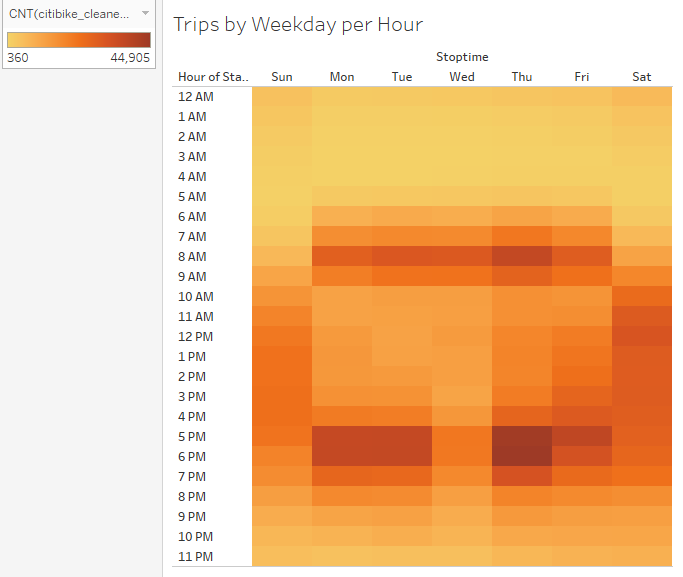 CNT(citibike_cleane...
360 44,905
Trips by Weekday per Hour
Stoptime
Hour of Sta.. Sun Mon Tue Wed Thu Fri Sat
12 AM
1 AM
2 AM
3 AM
4 AM
5 AM
6 AM
7 AM
8 AM
9 AM
10 AM
11 AM
12 PM
1 PM
2 PM
3 PM
4 PM
5 PM
6 PM
7 PM
8 PM
9 PM
10 PM
11 PM